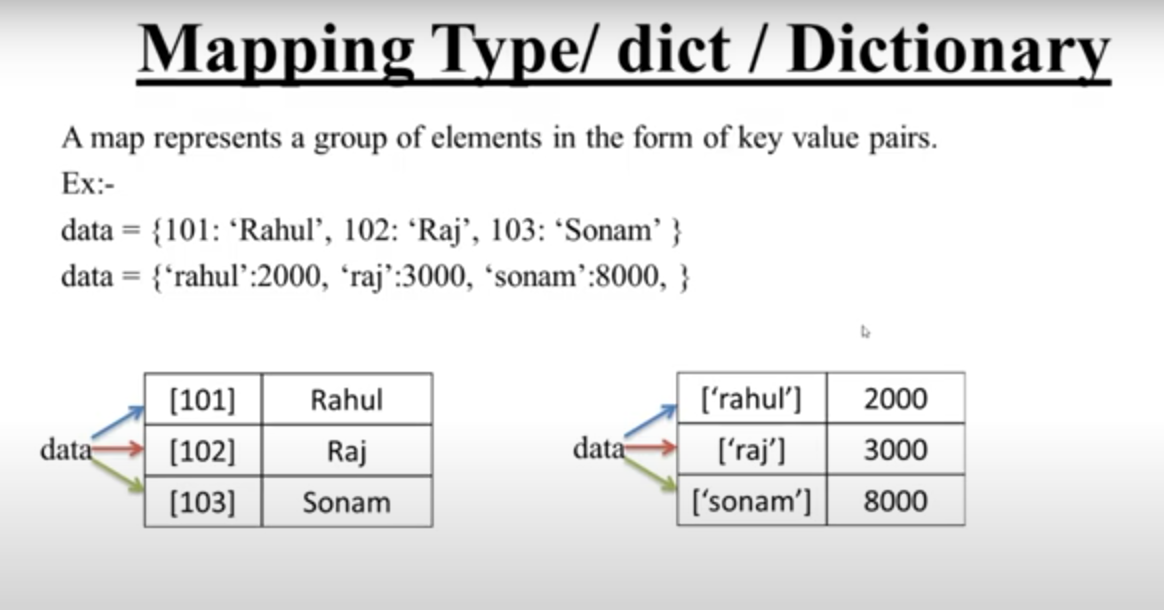 Mapping Type/ dict / Dictionary
A map represents a group of elements in the form of key value pairs.
Ex:-
data = {101: ‘Rahul’, 102: ‘Raj’, 103: ‘Sonam’ }
data = {‘rahul’:2000, ‘raj’:3000, ‘sonam’:8000, }
data
[101] Rahul
[102] Raj
[103] Sonam
data
[‘rahul’] 2000
[‘raj’] 3000
[‘sonam’] 8000